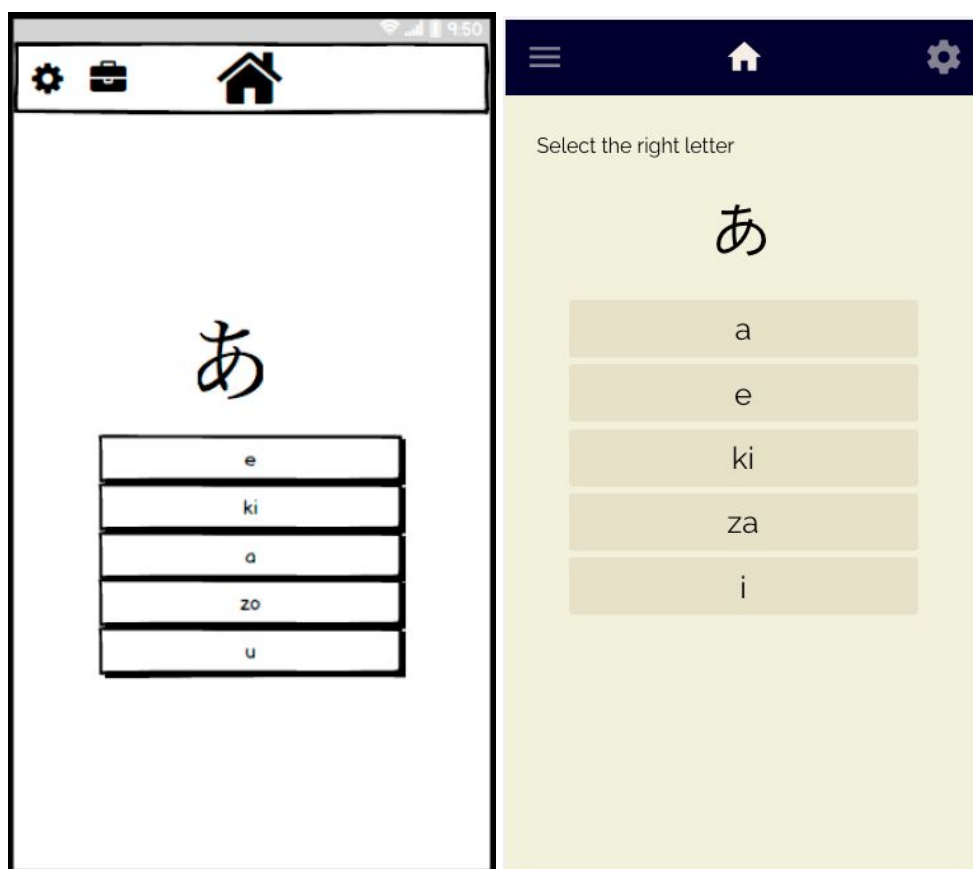 9:50
あ
e
ki
a
zo
u
Select the right letter
あ
a
e
ki
za
i